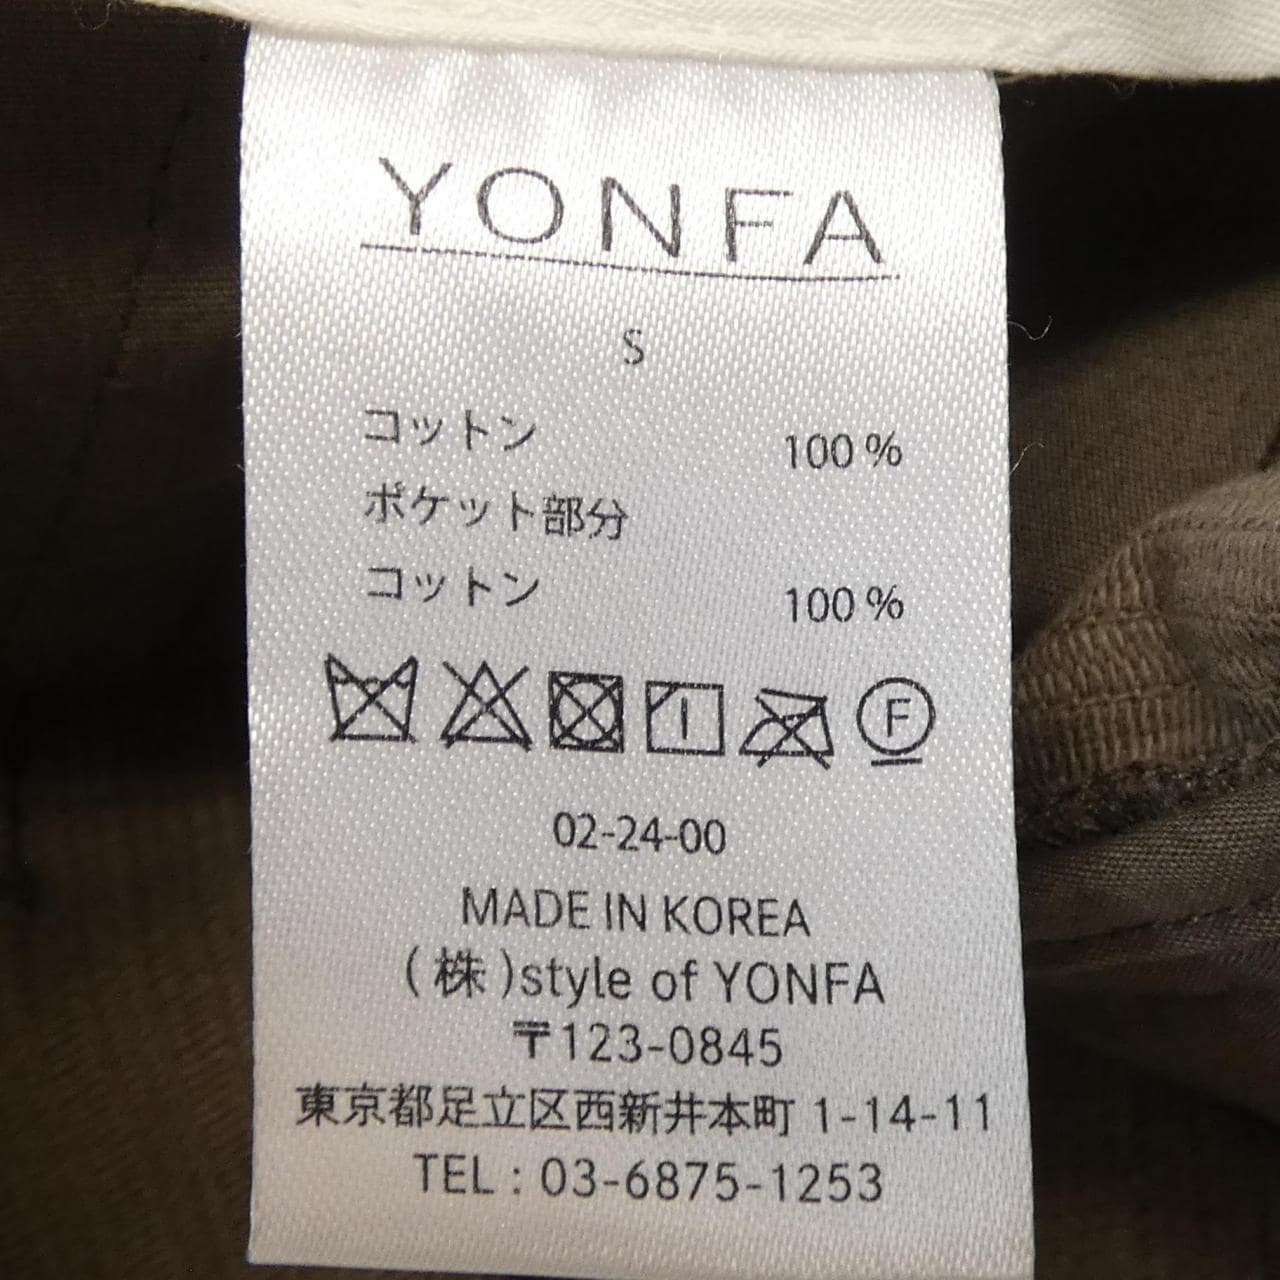 YONFA
S
コットン 100%
ポケット部分
コットン 100%
F
02-24-00
MADE IN KOREA
(株)style of YONFA
〒123-0845
東京都足立区西新井本町 1-14-11
TEL : 03-6875-1253